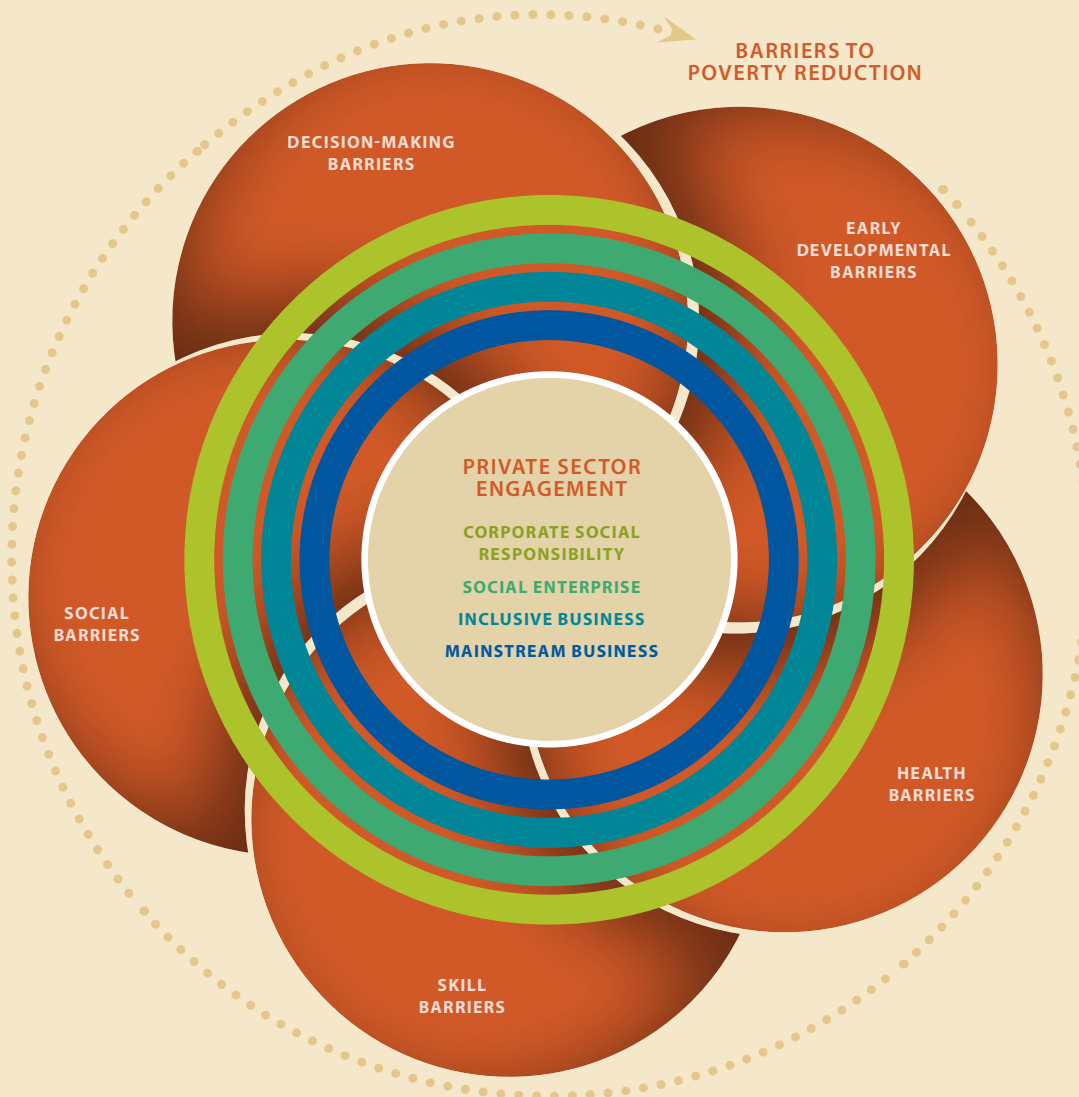 BARRIERS TO
POVERTY REDUCTION
DECISION-MAKING
BARRIERS
EARLY
DEVELOPMENTAL
BARRIERS
PRIVATE SECTOR
ENGAGEMENT
CORPORATE SOCIAL
RESPONSIBILITY
SOCIAL ENTERPRISE
INCLUSIVE BUSINESS
MAINSTREAM BUSINESS
SOCIAL
BARRIERS
HEALTH
BARRIERS
SKILL
BARRIERS